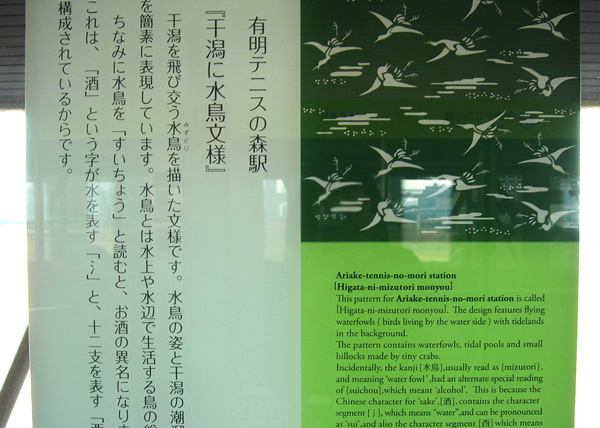 有明テニスの森駅
『干潟に水鳥文様』
干潟を飛び交う水鳥を描いた文様です。水鳥の姿と干潟の潮溜
みずどり
を簡素に表現しています。水鳥とは水上や水辺で生活する鳥の総
ちなみに水鳥を「すいちょう」と読むと、お酒の異名になりま
これは、「酒」という字が水を表す「氵」と、十二支を表す「酉
構成されているからです。
Ariake-tennis-no-mori station
[Higata-ni-mizutori monyou]
This pattern for Ariake-tennis-no-mori station is called
[Higata-ni-mizutori monyou]. The design features flying
waterfowls ( birds living by the water side ) with tidelands
in the background.
The pattern contains waterfowls, tidal pools and small
hillocks made by tiny crabs.
Incidentally, the kanji [水鳥],usually read as [mizutori],
and meaning 'water fowl' ,had an alternate special reading
of [suichou],which meant 'alcohol'. This is because the
Chinese character for 'sake',[酒], contains the character
segment [氵], which means "water",and can be pronounced
as 'sui',and also the character segment [酉] which means